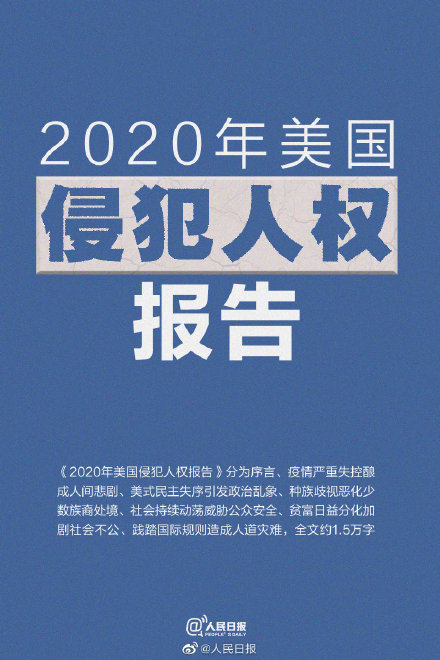 2020年美国
侵犯人权
报告
《2020年美国侵犯人权报告》分为序言、疫情严重失控酿
成人间悲剧、美式民主失序引发政治乱象、种族歧视恶化少
数族裔处境、社会持续动荡威胁公众安全、贫富日益分化加
剧社会不公、践踏国际规则造成人道灾难，全文约1.5万字
@人民日报
PEOPLE'S DAILY
@人民日报